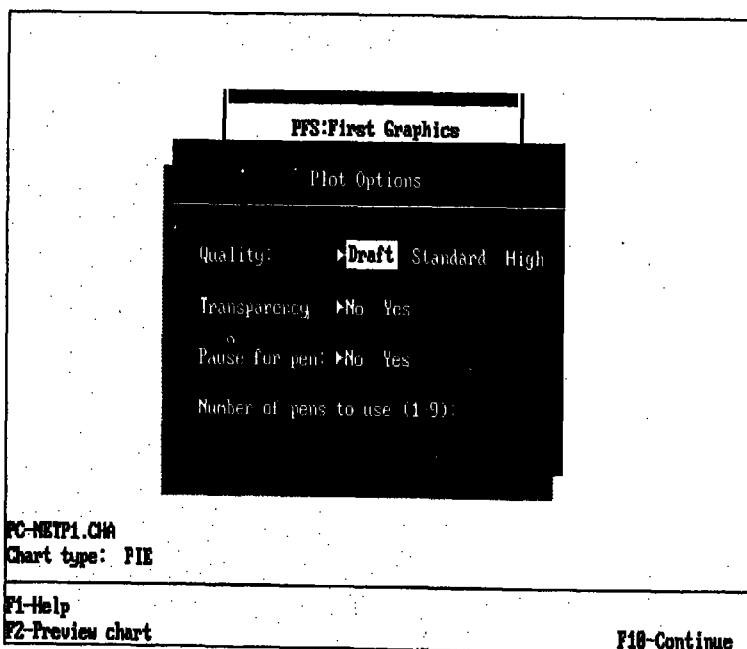 PFS:First Graphics
Plot Options
Quality: ▶Draft Standard High
Transparency ▶No Yes
Pause for pen: ▶No Yes
Number of pens to use (1-9):
PC-NETP1.CHA
Chart type: PIE
F1-Help
F2-Preview chart
F10-Continue